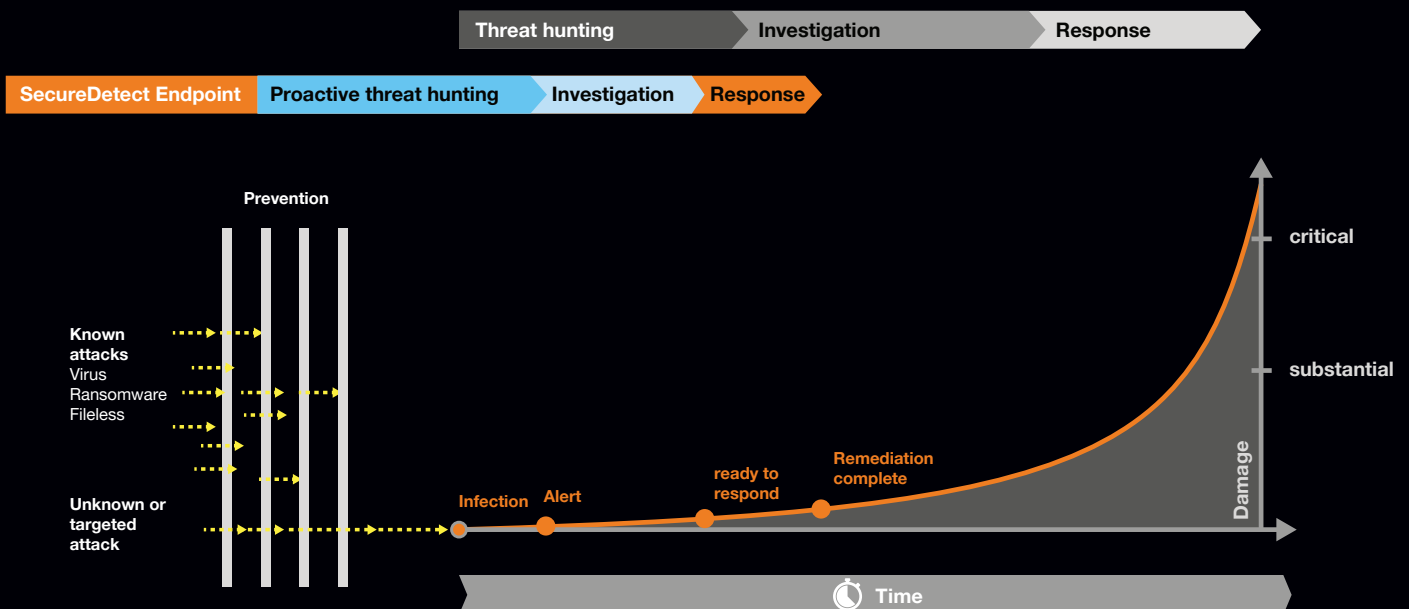 Threat hunting
Investigation
Response
SecureDetect Endpoint
Proactive threat hunting
Investigation
Response
Prevention
Known
attacks
Virus
Ransomware
Fileless
Unknown or
targeted
attack
Infection
Alert
ready to
respond
Remediation
complete
critical
substantial
Damage
Time